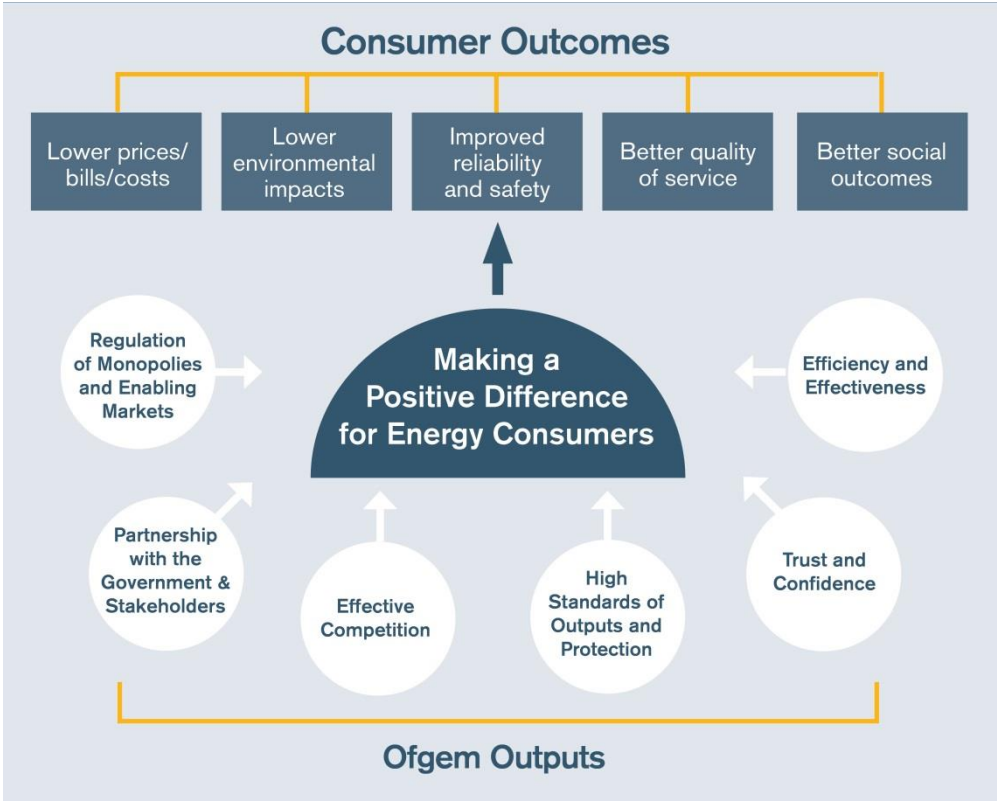 Consumer Outcomes
Lower prices/
bills/costs
Lower
environmental
impacts
Improved
reliability
and safety
Better quality
of service
Better social
outcomes
Regulation
of Monopolies
and Enabling
Markets
Making a
Positive Difference
for Energy Consumers
Efficiency and
Effectiveness
Partnership
with the
Government &
Stakeholders
Effective
Competition
High
Standards of
Outputs and
Protection
Trust and
Confidence
Ofgem Outputs